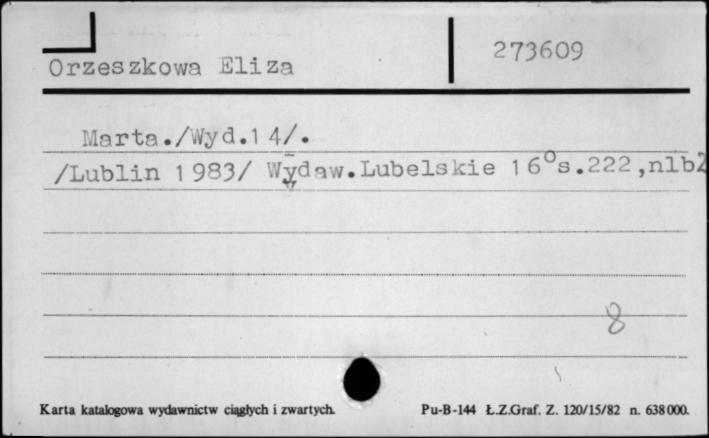 Orzeszkowa Eliza 273609
Marta./Wyd.14/.
/Lublin 1983/ Wydaw.Lubelskie 16°s.222,nlb2
8
Karta katalogowa wydawnictw ciągłych i zwartych. Pu-B-144 Ł.Z.Graf. Z. 120/15/82 n. 638000.